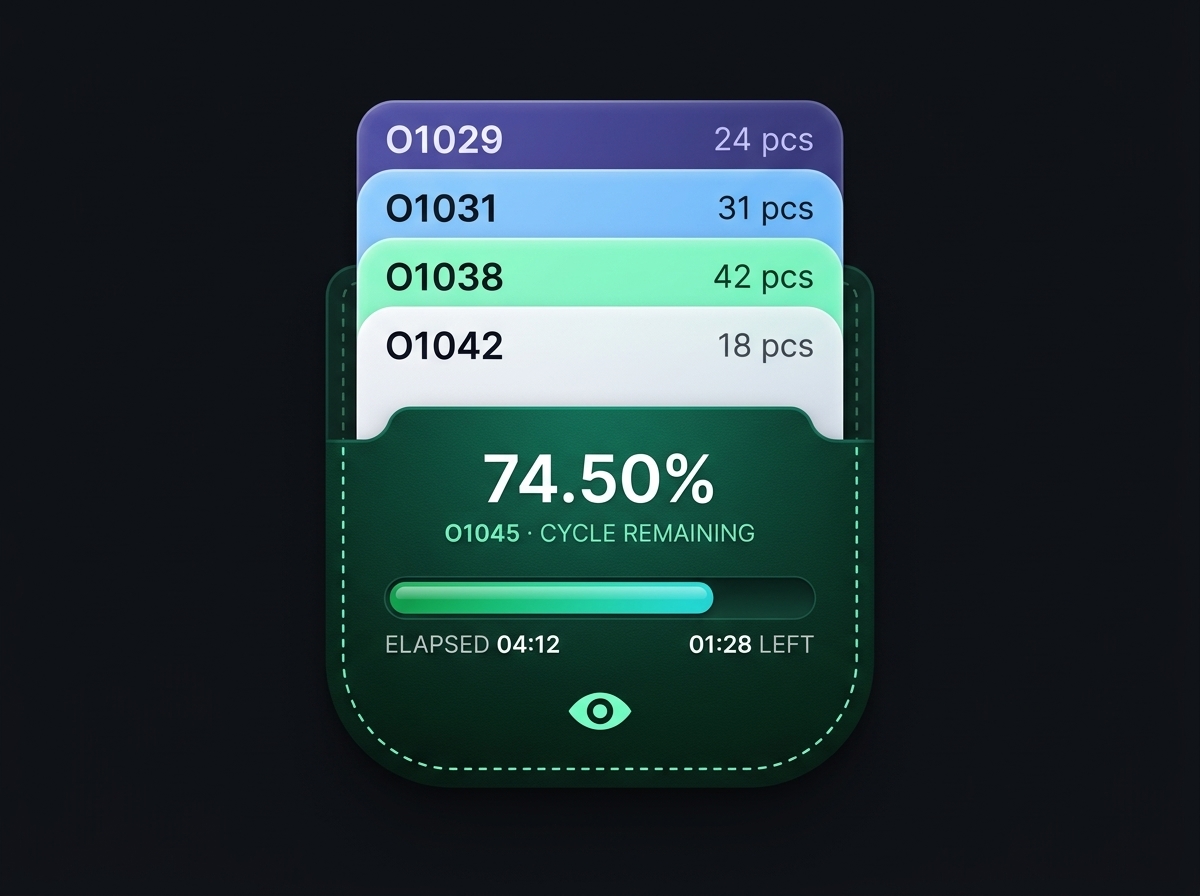 O1029 24 pcs
O1031 31 pcs
O1038 42 pcs
O1042 18 pcs
74.50%
O1045 · CYCLE REMAINING
ELAPSED 04:12 01:28 LEFT